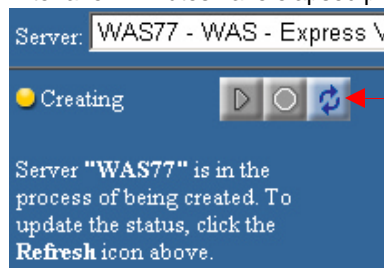 Server: WAS77 - WAS - Express
Creating
Server "WAS77" is in the
process of being created. To
update the status, click the
Refresh icon above.